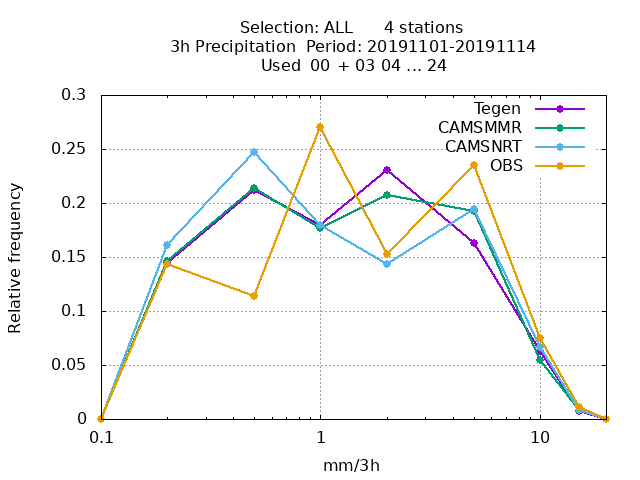 Selection: ALL      4 stations
3h Precipitation  Period: 20191101-20191114
Used  00  + 03 04 ... 24
0.3
Tegen
CAMSMMR
0.25
CAMSNRT
OBS
0.2
Relative frequency
0.15
0.1
0.05
0
0.1
1
10
mm/3h